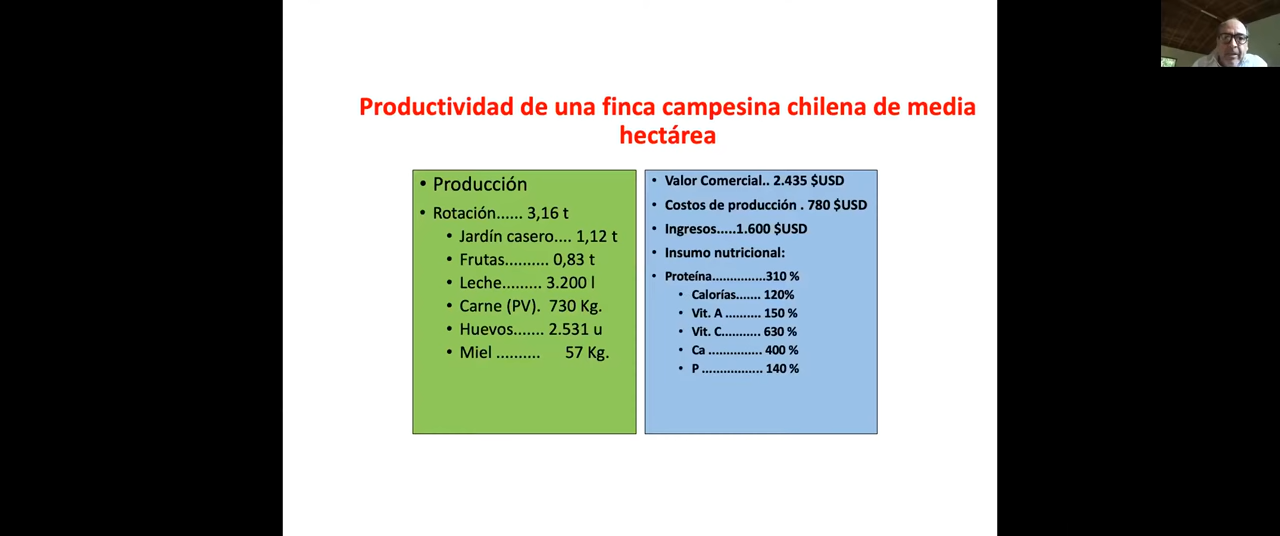 Productividad de una finca campesina chilena de media
hectárea
• Producción
• Rotación...... 3,16 t
• Jardín casero.... 1,12 t
• Frutas.......... 0,83 t
• Leche......... 3.200 l
• Carne (PV). 730 Kg.
• Huevos....... 2.531 u
• Miel .......... 57 Kg.
• Valor Comercial.. 2.435 $USD
• Costos de producción . 780 $USD
• Ingresos.....1.600 $USD
• Insumo nutricional:
• Proteína...............310 %
• Calorías....... 120%
• Vit. A .......... 150 %
• Vit. C........... 630 %
• Ca ............... 400 %
• P ................. 140 %